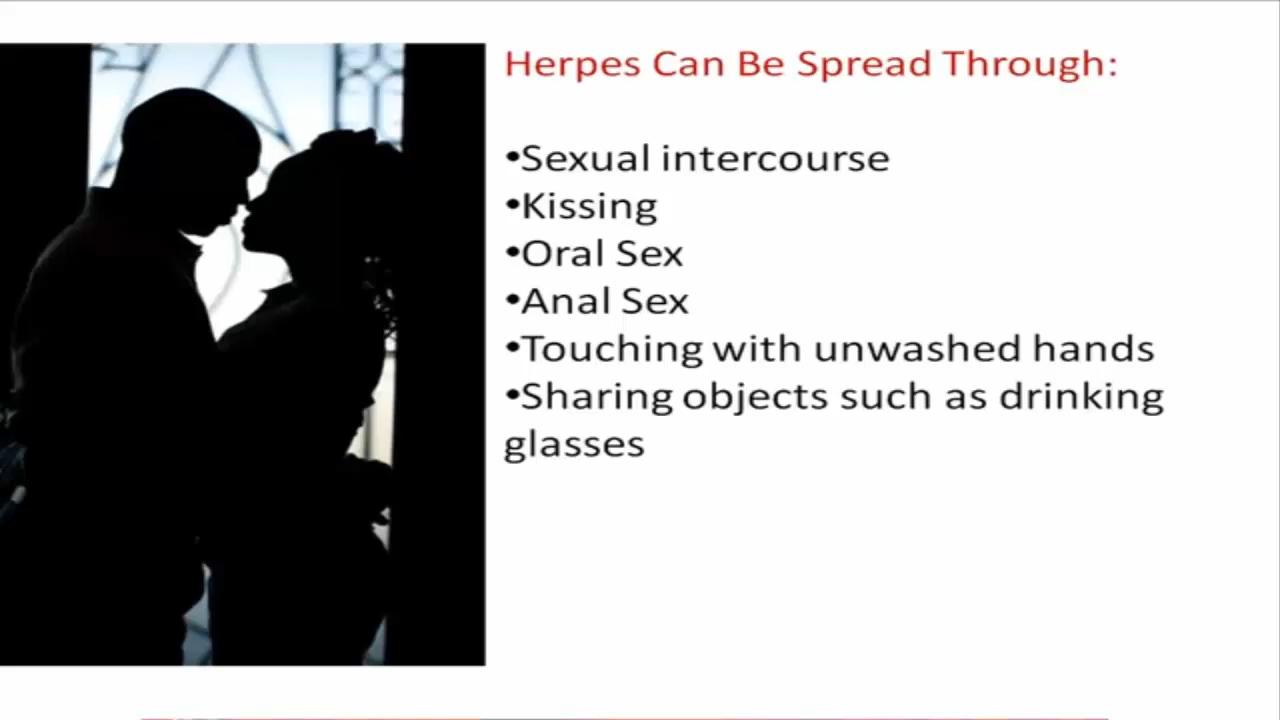 Herpes Can Be Spread Through:
•Sexual intercourse
•Kissing
•Oral Sex
•Anal Sex
•Touching with unwashed hands
•Sharing objects such as drinking
glasses